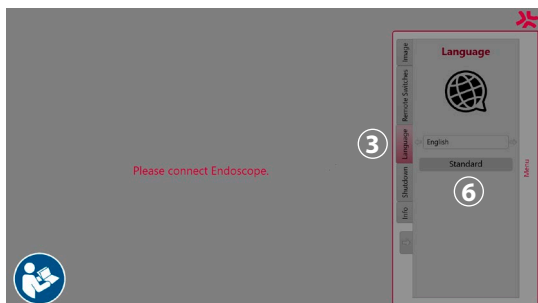 Please connect Endoscope.
Image
Remote Switches
Language
Shutdown
Info
3
Language
English
Standard
6
Menu